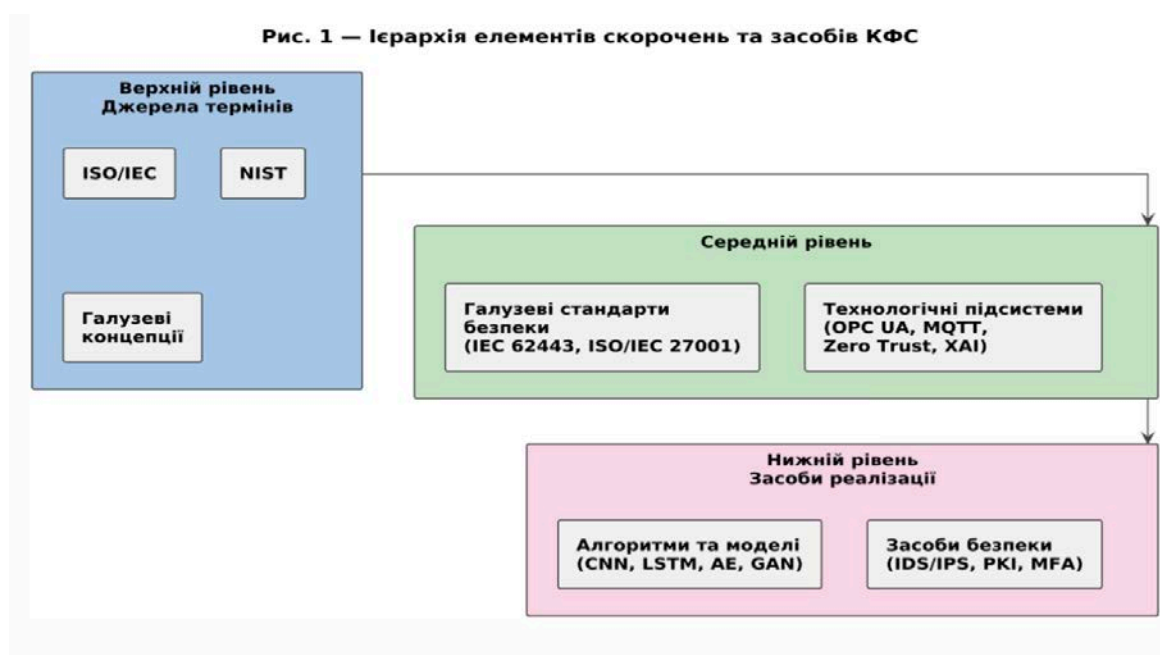 Рис. 1 — Ієрархія елементів скорочень та засобів КФС
Верхній рівень
Джерела термінів
ISO/IEC
NIST
Галузеві
концепції
Середній рівень
Галузеві стандарти
безпеки
(IEC 62443, ISO/IEC 27001)
Технологічні підсистеми
(OPC UA, MQTT,
Zero Trust, XAI)
Нижній рівень
Засоби реалізації
Алгоритми та моделі
(CNN, LSTM, AE, GAN)
Засоби безпеки
(IDS/IPS, PKI, MFA)